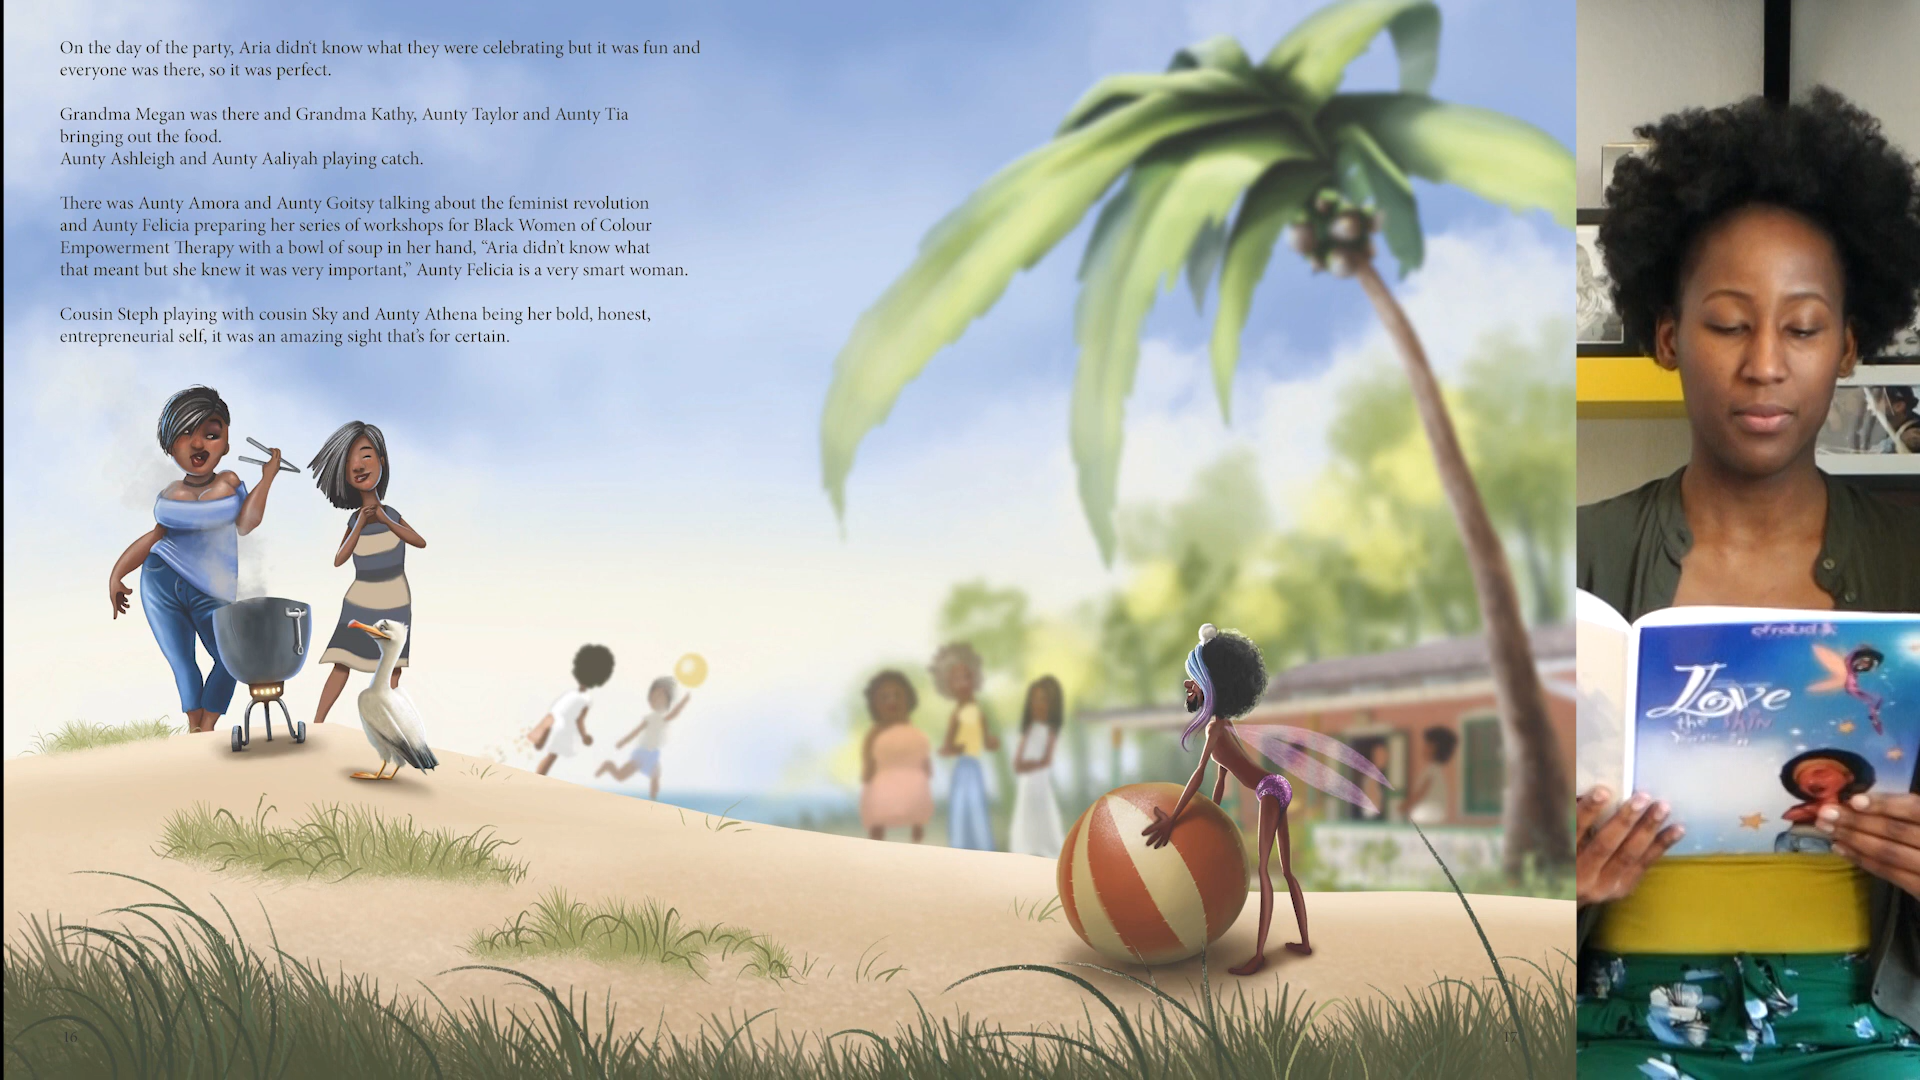 On the day of the party, Aria didn't know what they were celebrating but it was fun and
everyone was there, so it was perfect.
Grandma Megan was there and Grandma Kathy, Aunty Taylor and Aunty Tia
bringing out the food.
Aunty Ashleigh and Aunty Aaliyah playing catch.
There was Aunty Amora and Aunty Goitsy talking about the feminist revolution
and Aunty Felicia preparing her series of workshops for Black Women of Colour
Empowerment Therapy with a bowl of soup in her hand, “Aria didn't know what
that meant but she knew it was very important,” Aunty Felicia is a very smart woman.
Cousin Steph playing with cousin Sky and Aunty Athena being her bold, honest,
entrepreneurial self, it was an amazing sight that's for certain.
16
17
Love
the skin